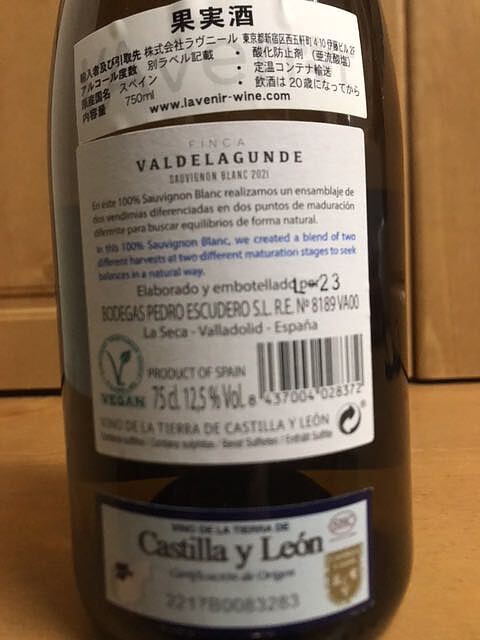 果実酒
輸入者及び引取先 株式会社ラヴニール ・ 東京都新宿区西五軒町4-10 伊藤ビル2F
アルコール度数 別ラベル記載 ・ 酸化防止剤 (亜流酸塩)
原産国名 スペイン ・ 定温コンテナ輸送
内容量 750ml ・ 飲酒は20歳になってから
www.lavenir-wine.com
FINCA
VALDELAGUNDE
SAUVIGNON BLANC 2021
En este 100% Sauvignon Blanc realizamos un ensamblaje de
dos vendimias diferenciadas en dos puntos de maduración
diferente para buscar equilibrios de forma natural.
In this 100% Sauvignon Blanc, we created a blend of two
different harvests at two different maturation stages to seek
balances in a natural way.
Elaborado y embotellado por
L 23
BODEGAS PEDRO ESCUDERO S.L. R.E. Nº 8189 VA00
La Seca - Valladolid - España
VEGAN
PRODUCT OF SPAIN
75 cl. 12,5 % Vol.
8 437004 028372
VINO DE LA TIERRA DE CASTILLA Y LEÓN
Contiene sulfitos / Contains sulphites / Enthält Sulfite
VINO DE LA TIERRA DE
Castilla y León
2217B0083283